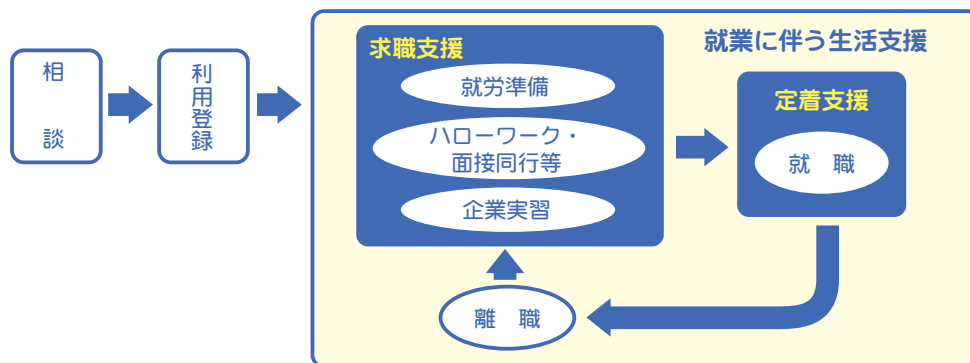 相談
利用登録
就業に伴う生活支援
求職支援
就労準備
ハローワーク・
面接同行等
企業実習
定着支援
就　職
離　職